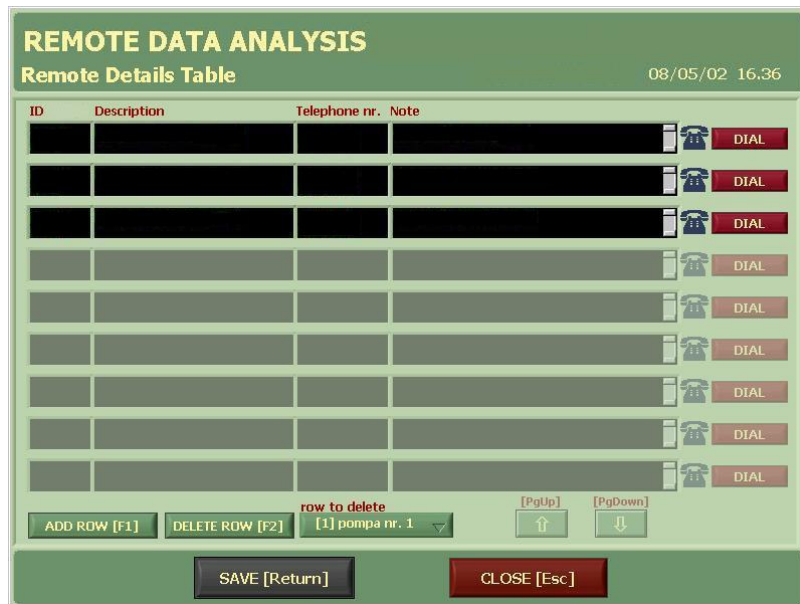 REMOTE DATA ANALYSIS
Remote Details Table 08/05/02 16.36
ID Description Telephone nr. Note
DIAL
DIAL
DIAL
DIAL
DIAL
DIAL
DIAL
DIAL
DIAL
row to delete [PgUp] [PgDown]
ADD ROW [F1] DELETE ROW [F2] [1] pompa nr. 1
SAVE [Return] CLOSE [Esc]